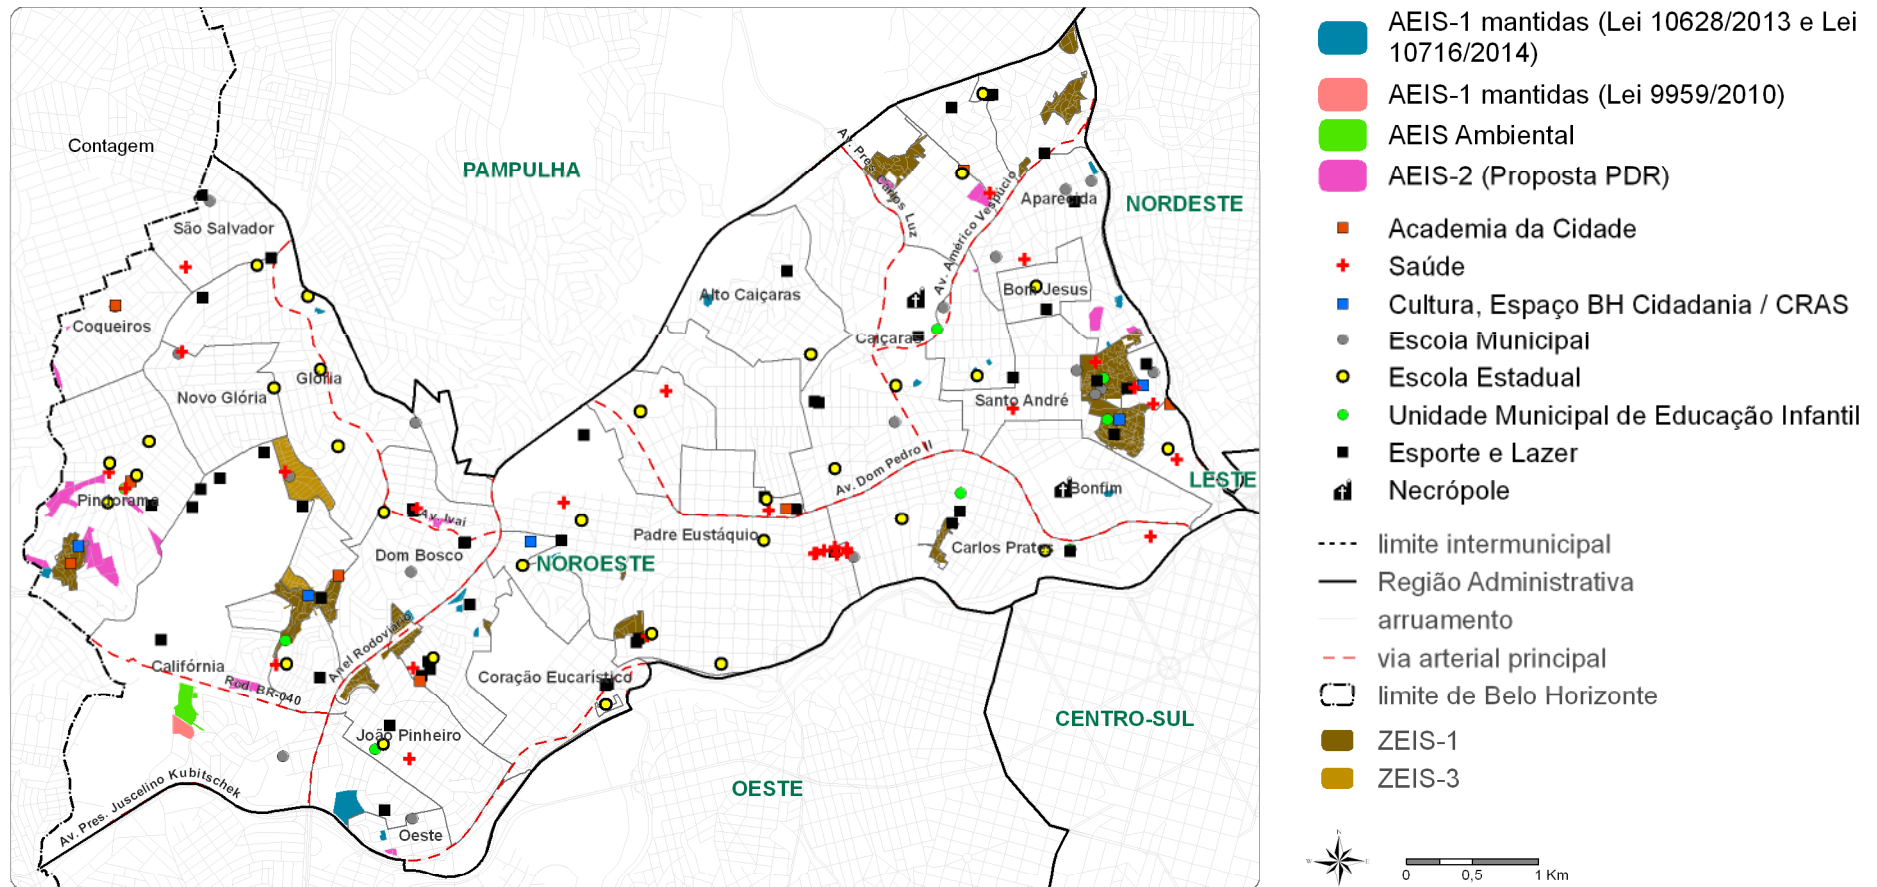 Contagem
PAMPULHA
São Salvador
Coqueiros
Novo Glória
Glória
Pindorama
Av. Ivaí
Dom Bosco
NOROESTE
Padre Eustáquio
Califórnia
Rod. BR-040
Anel Rodoviário
Coração Eucarístico
João Pinheiro
Av. Pres. Juscelino Kubitschek
Oeste
OESTE
CENTRO-SUL
Av. Pres. Carlos Luz
Av. Américo Vespúcio
Aparecida
NORDESTE
Alto Caiçaras
Bom Jesus
Caiçaras
Santo André
Av. Dom Pedro II
Bonfim
LESTE
Carlos Prates
AEIS-1 mantidas (Lei 10628/2013 e Lei
10716/2014)
AEIS-1 mantidas (Lei 9959/2010)
AEIS Ambiental
AEIS-2 (Proposta PDR)
Academia da Cidade
Saúde
Cultura, Espaço BH Cidadania / CRAS
Escola Municipal
Escola Estadual
Unidade Municipal de Educação Infantil
Esporte e Lazer
Necrópole
limite intermunicipal
Região Administrativa
arruamento
via arterial principal
limite de Belo Horizonte
ZEIS-1
ZEIS-3
N
W
E
S
0 0,5 1 Km